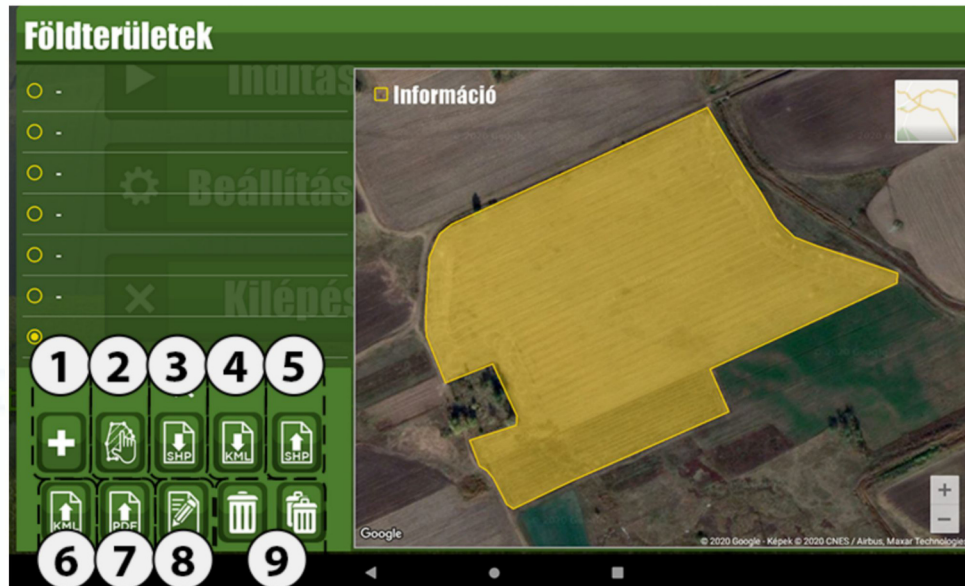 Földterületek
Indítás
Beállítás
Kilépés
Információ
-
-
-
-
-
-
1 2 3 4 5
SHP KML SHP
KML PDF
6 7 8 9
Google
+
−
© 2020 Google - Képek © 2020 CNES / Airbus, Maxar Technologies